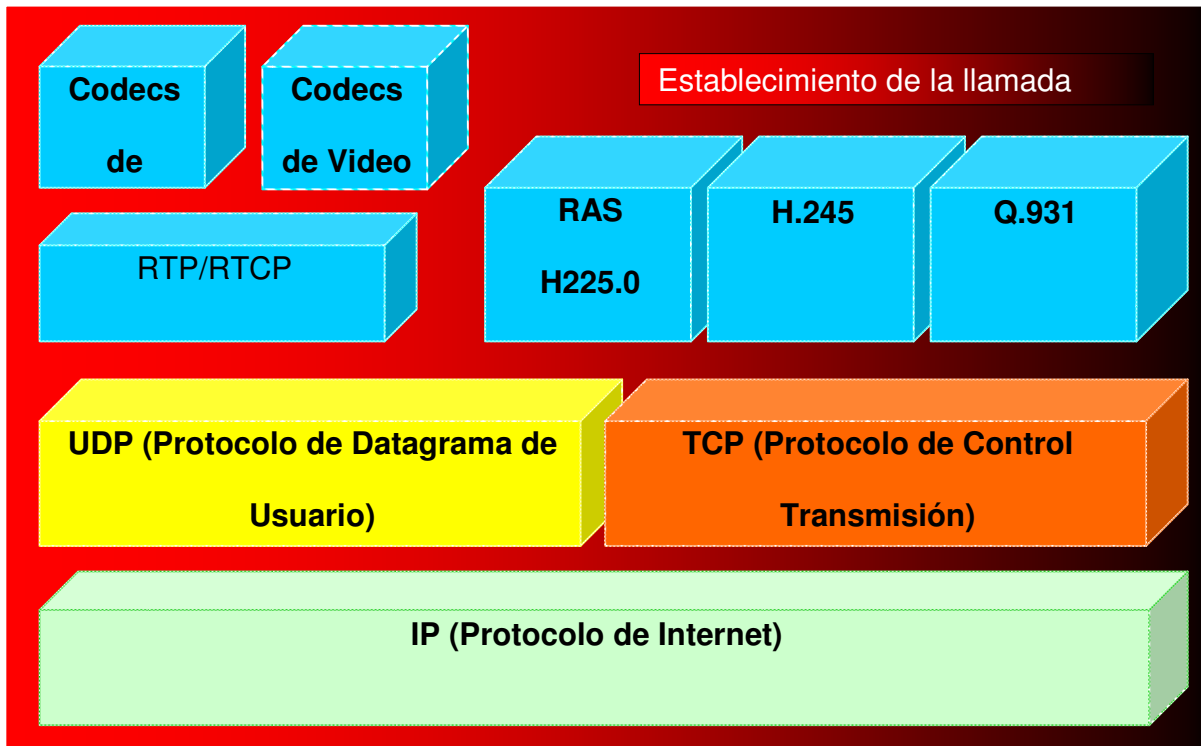 Codecs
de
Codecs
de Video
Establecimiento de la llamada
RTP/RTCP
RAS
H225.0
H.245
Q.931
UDP (Protocolo de Datagrama de
Usuario)
TCP (Protocolo de Control
Transmisión)
IP (Protocolo de Internet)